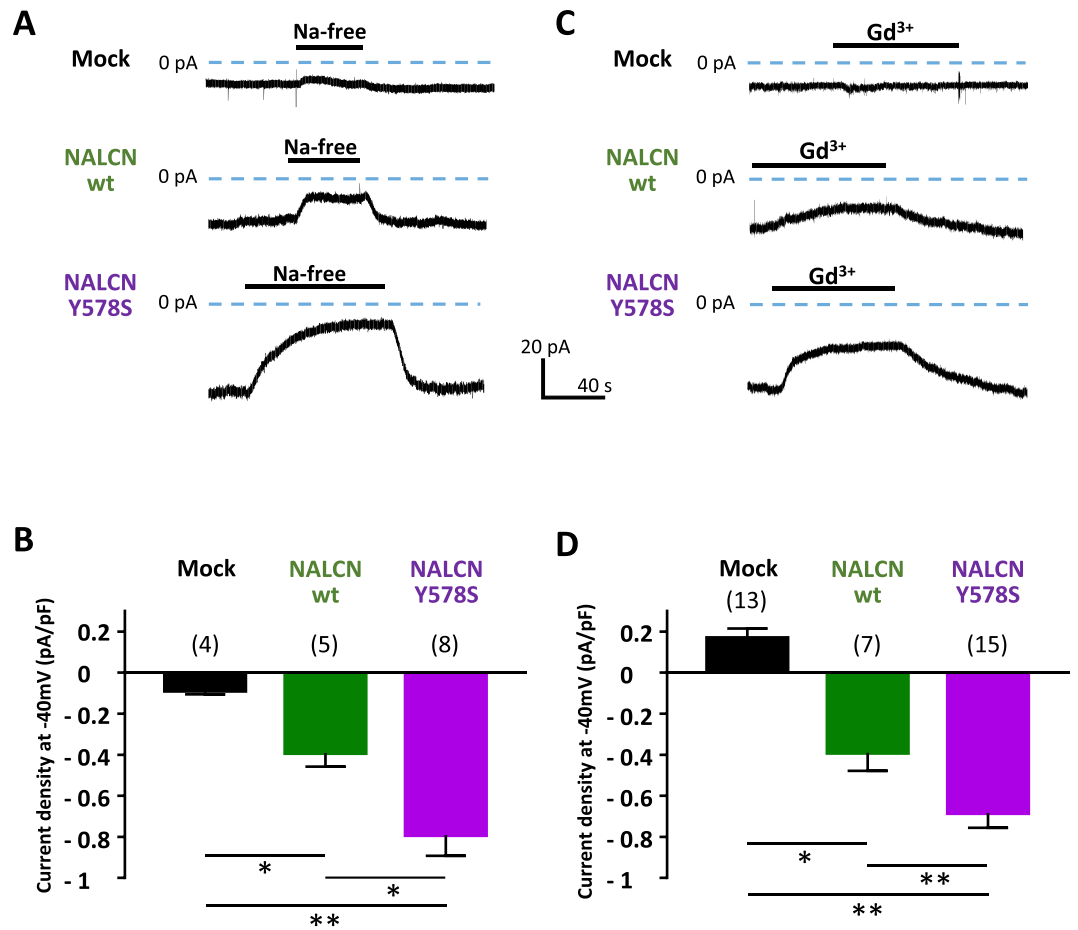 A
Na-free
Mock
0 pA
NALCN
wt
Na-free
0 pA
NALCN
Y578S
Na-free
0 pA
20 pA
40 s
C
Gd³⁺
Mock
0 pA
NALCN
wt
Gd³⁺
0 pA
NALCN
Y578S
Gd³⁺
0 pA
B
Mock
NALCN
wt
NALCN
Y578S
(4)
(5)
(8)
Current density at -40mV (pA/pF)
0.2
0
- 0.2
- 0.4
- 0.6
- 0.8
- 1
*
*
**
D
Mock
NALCN
wt
NALCN
Y578S
(13)
(7)
(15)
Current density at -40mV (pA/pF)
0.2
0
- 0.2
- 0.4
- 0.6
- 0.8
- 1
*
**
**